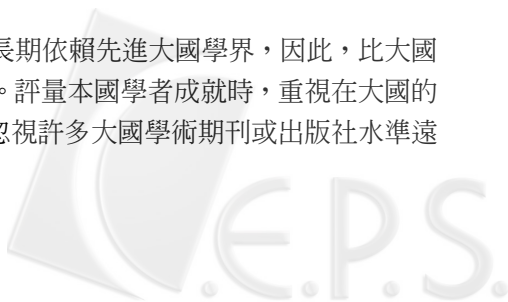 長期依賴先進大國學界，因此，比大國
。評量本國學者成就時，重視在大國的
忽視許多大國學術期刊或出版社水準遠
C.E.P.S.